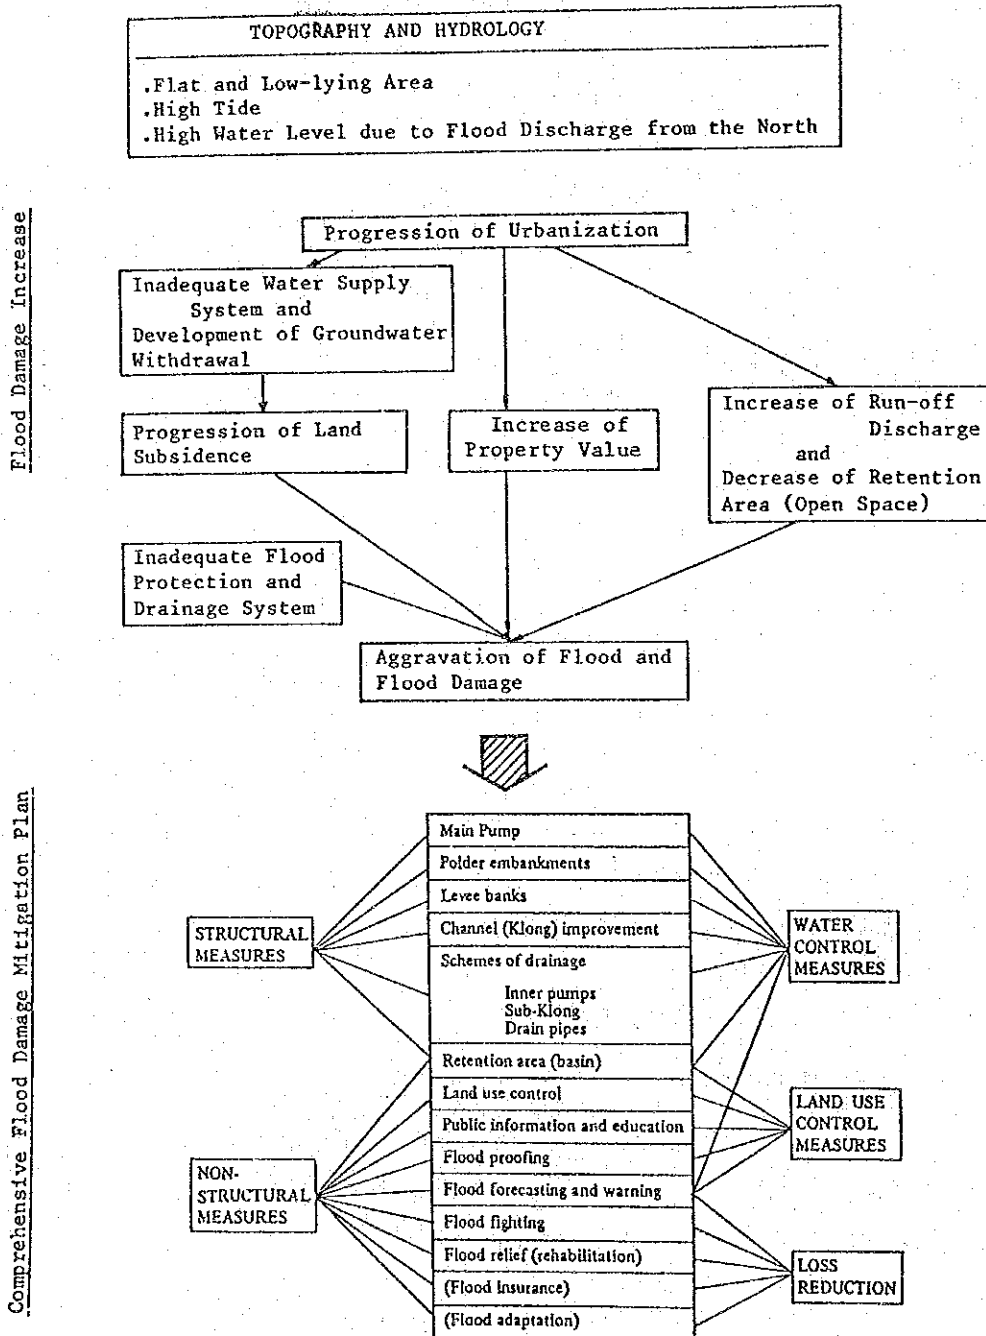 TOPOGRAPHY AND HYDROLOGY
.Flat and Low-lying Area
.High Tide
.High Water Level due to Flood Discharge from the North
Flood Damage Increase
Progression of Urbanization
Inadequate Water Supply
System and
Development of Groundwater
Withdrawal
Progression of Land
Subsidence
Increase of
Property Value
Increase of Run-off
Discharge
and
Decrease of Retention
Area (Open Space)
Inadequate Flood
Protection and
Drainage System
Aggravation of Flood and
Flood Damage
Comprehensive Flood Damage Mitigation Plan
STRUCTURAL
MEASURES
NON-
STRUCTURAL
MEASURES
Main Pump
Polder embankments
Levee banks
Channel (Klong) improvement
Schemes of drainage
Inner pumps
Sub-Klong
Drain pipes
Retention area (basin)
Land use control
Public information and education
Flood proofing
Flood forecasting and warning
Flood fighting
Flood relief (rehabilitation)
(Flood insurance)
(Flood adaptation)
WATER
CONTROL
MEASURES
LAND USE
CONTROL
MEASURES
LOSS
REDUCTION